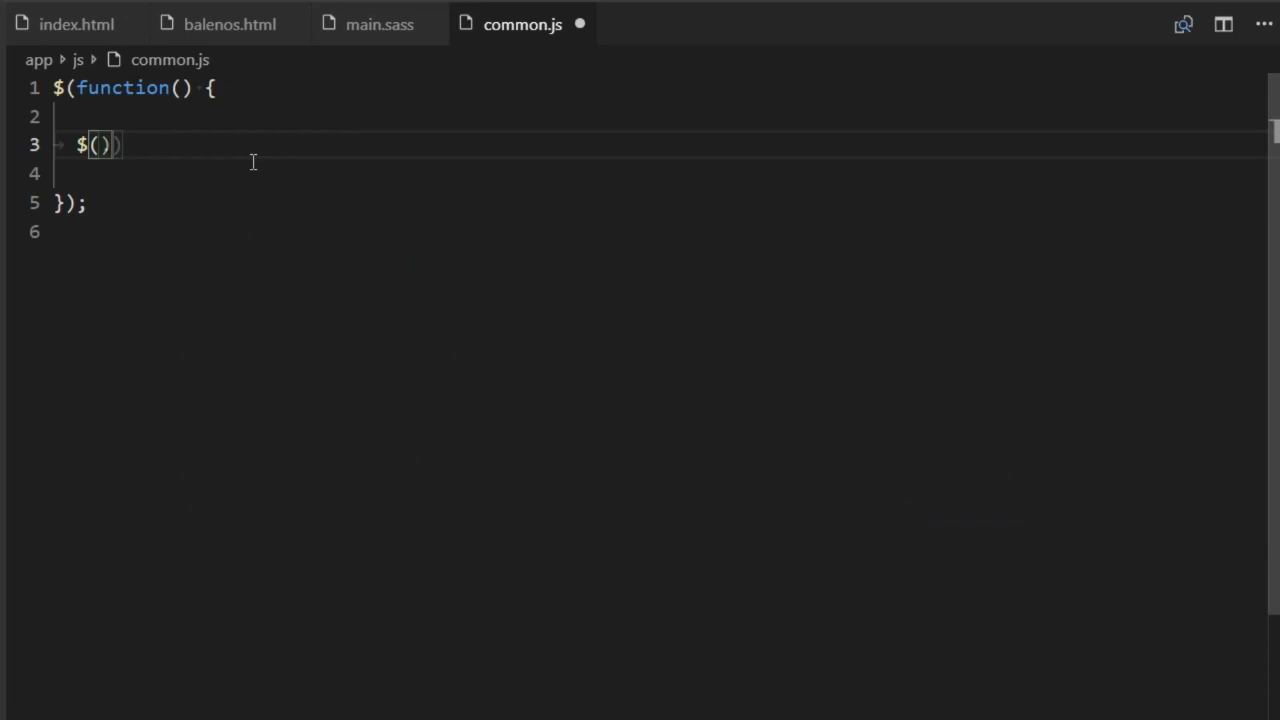 index.html balenos.html main.sass common.js
app js common.js
1 $(function() {
2
3 $()
4
5 });
6